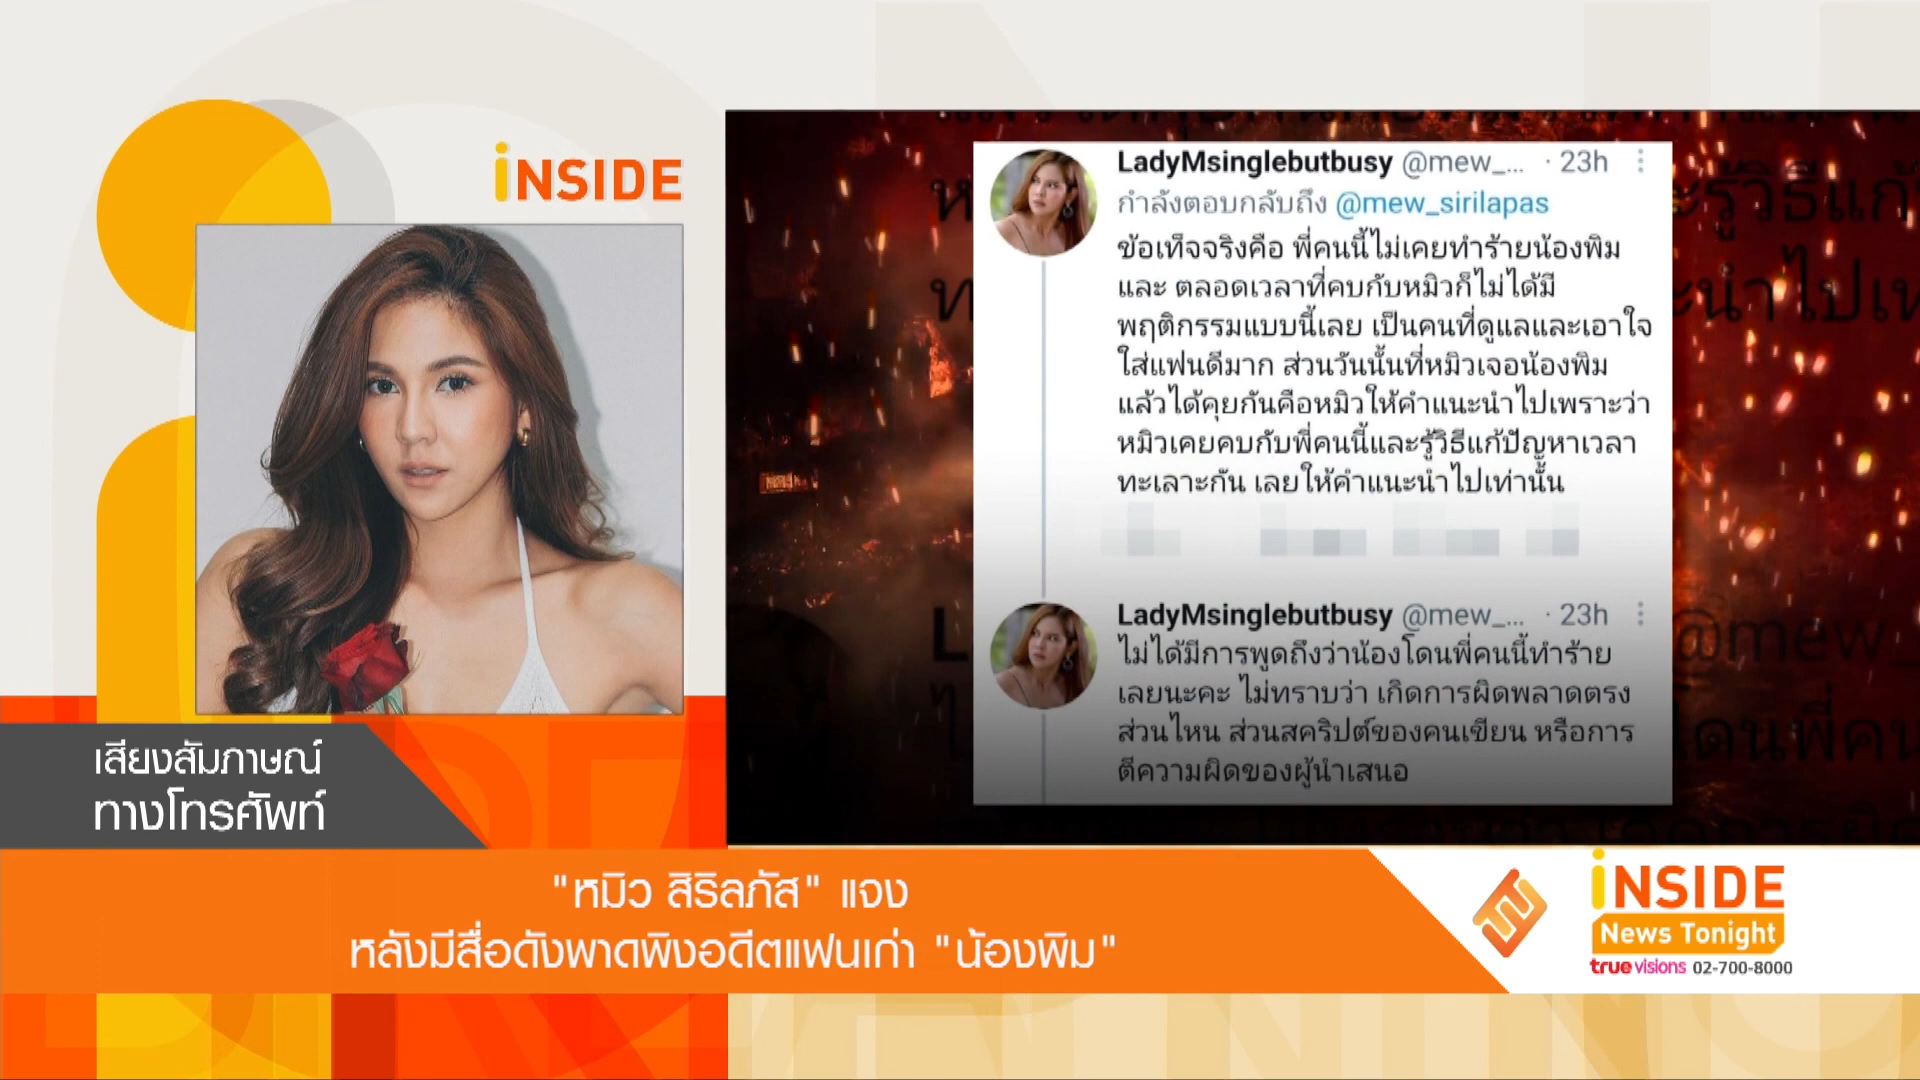 iNSIDE
LadyMsinglebutbusy @mew_... · 23h
กำลังตอบกลับถึง @mew_sirilapas
ข้อเท็จจริงคือ พี่คนนี้ไม่เคยทำร้ายน้องพิม
และ ตลอดเวลาที่คบกับหมิวก็ไม่ได้มี
พฤติกรรมแบบนี้เลย เป็นคนที่ดูแลและเอาใจ
ใส่แฟนดีมาก ส่วนวันนั้นที่หมิวเจอน้องพิม
แล้วได้คุยกันคือหมิวให้คำแนะนำไปเพราะว่า
หมิวเคยคบกับพี่คนนี้และรู้วิธีแก้ปัญหาเวลา
ทะเลาะกัน เลยให้คำแนะนำไปเท่านั้น
LadyMsinglebutbusy @mew_... · 23h
ไม่ได้มีการพูดถึงว่าน้องโดนพี่คนนี้ทำร้าย
เลยนะคะ ไม่ทราบว่า เกิดการผิดพลาดตรง
ส่วนไหน ส่วนสคริปต์ของคนเขียน หรือการ
ตีความผิดของผู้นำเสนอ
เสียงสัมภาษณ์
ทางโทรศัพท์
"หมิว สิริลภัส" แจง
หลังมีสื่อดังพาดพิงอดีตแฟนเก่า "น้องพิม"
iNSIDE
News Tonight
truevisions 02-700-8000